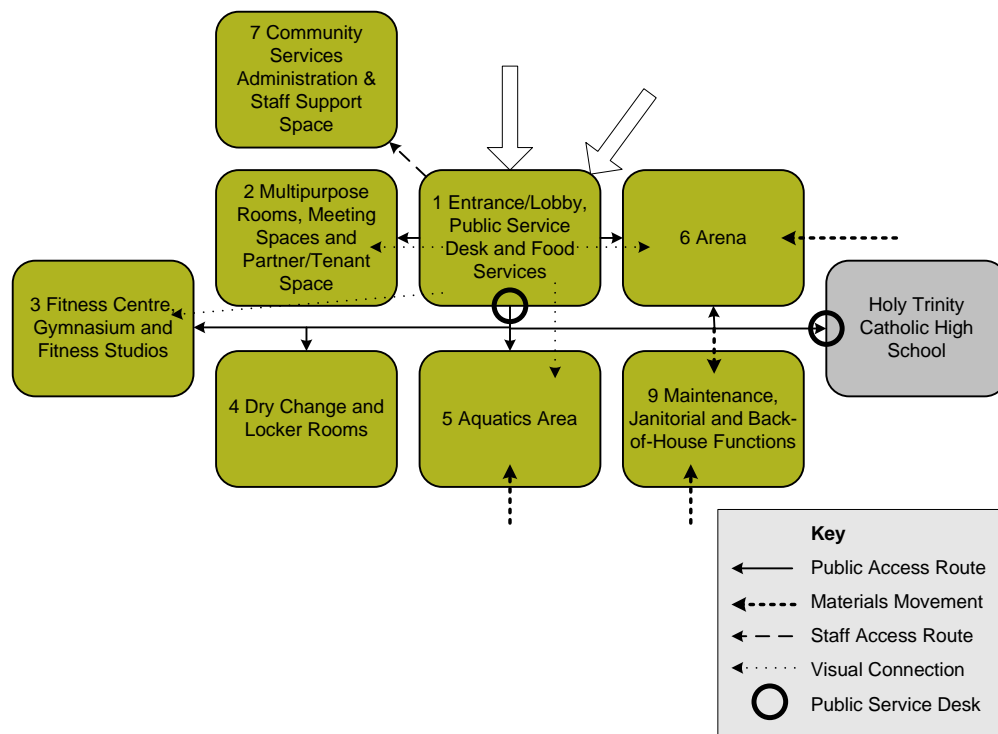 7 Community
Services
Administration &
Staff Support
Space
2 Multipurpose
Rooms, Meeting
Spaces and
Partner/Tenant
Space
1 Entrance/Lobby,
Public Service
Desk and Food
Services
6 Arena
3 Fitness Centre,
Gymnasium and
Fitness Studios
Holy Trinity
Catholic High
School
4 Dry Change and
Locker Rooms
5 Aquatics Area
9 Maintenance,
Janitorial and Back-
of-House Functions
Key
Public Access Route
Materials Movement
Staff Access Route
Visual Connection
Public Service Desk